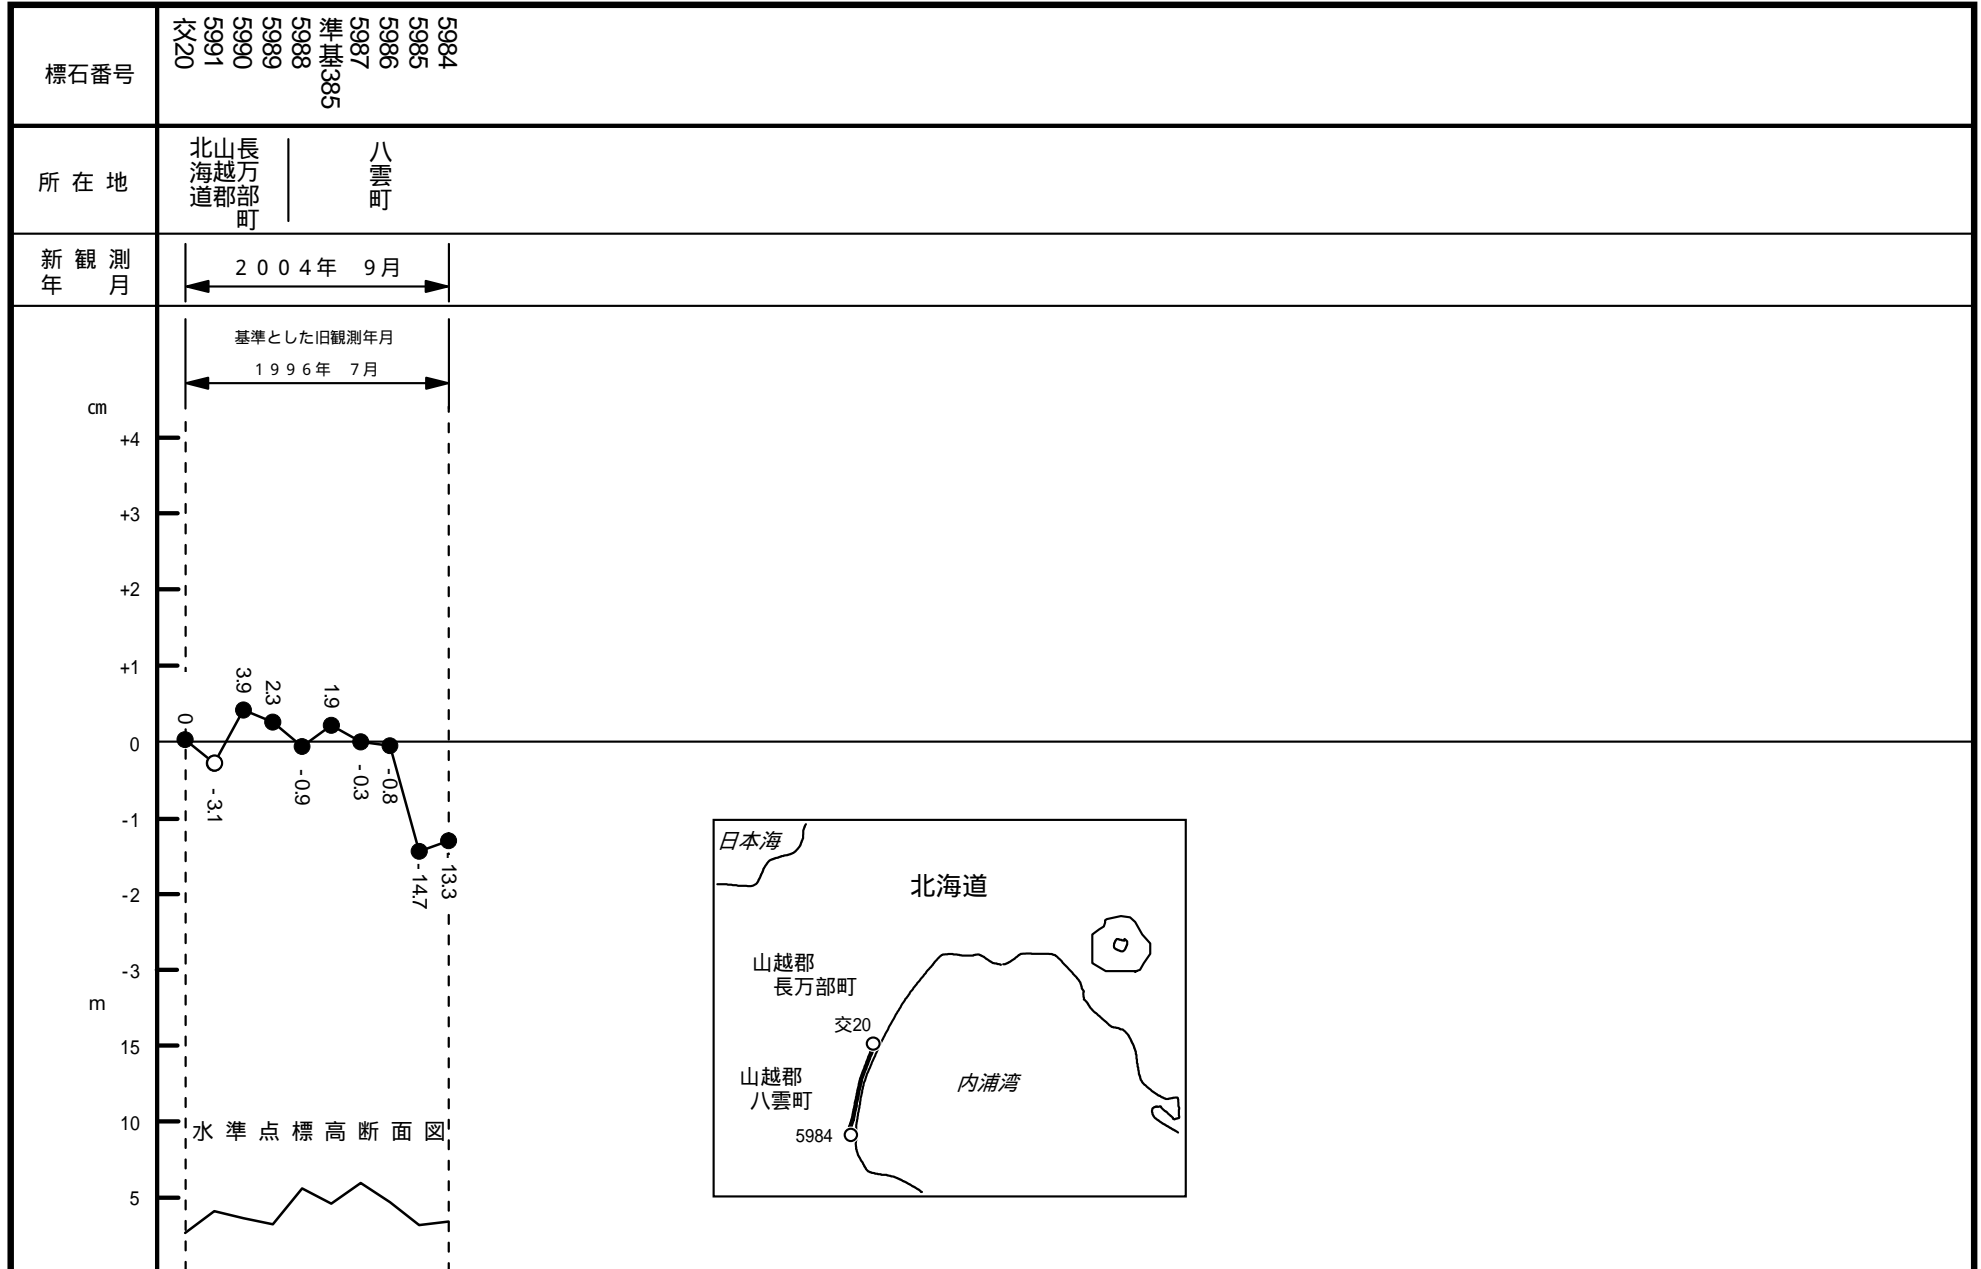 標石番号
交20
5991
5990
5989
5988
準基385
5987
5986
5985
5984
所在地
北海道
山越郡
長万部町
八雲町
新観測
年　月
2004年 9月
基準とした旧観測年月
1996年 7月
cm
+4
+3
+2
+1
0
-1
-2
-3
0
-3.1
3.9
2.3
-0.9
1.9
-0.3
-0.8
-14.7
-13.3
m
15
10
5
水準点標高断面図
日本海
北海道
山越郡
長万部町
交20
山越郡
八雲町
5984
内浦湾